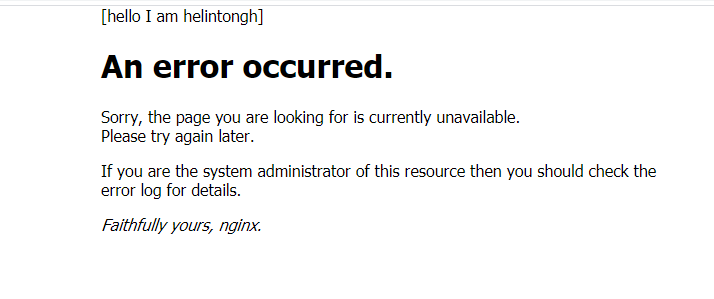 [hello I am helintongh]
An error occurred.
Sorry, the page you are looking for is currently unavailable.
Please try again later.
If you are the system administrator of this resource then you should check the
error log for details.
Faithfully yours, nginx.